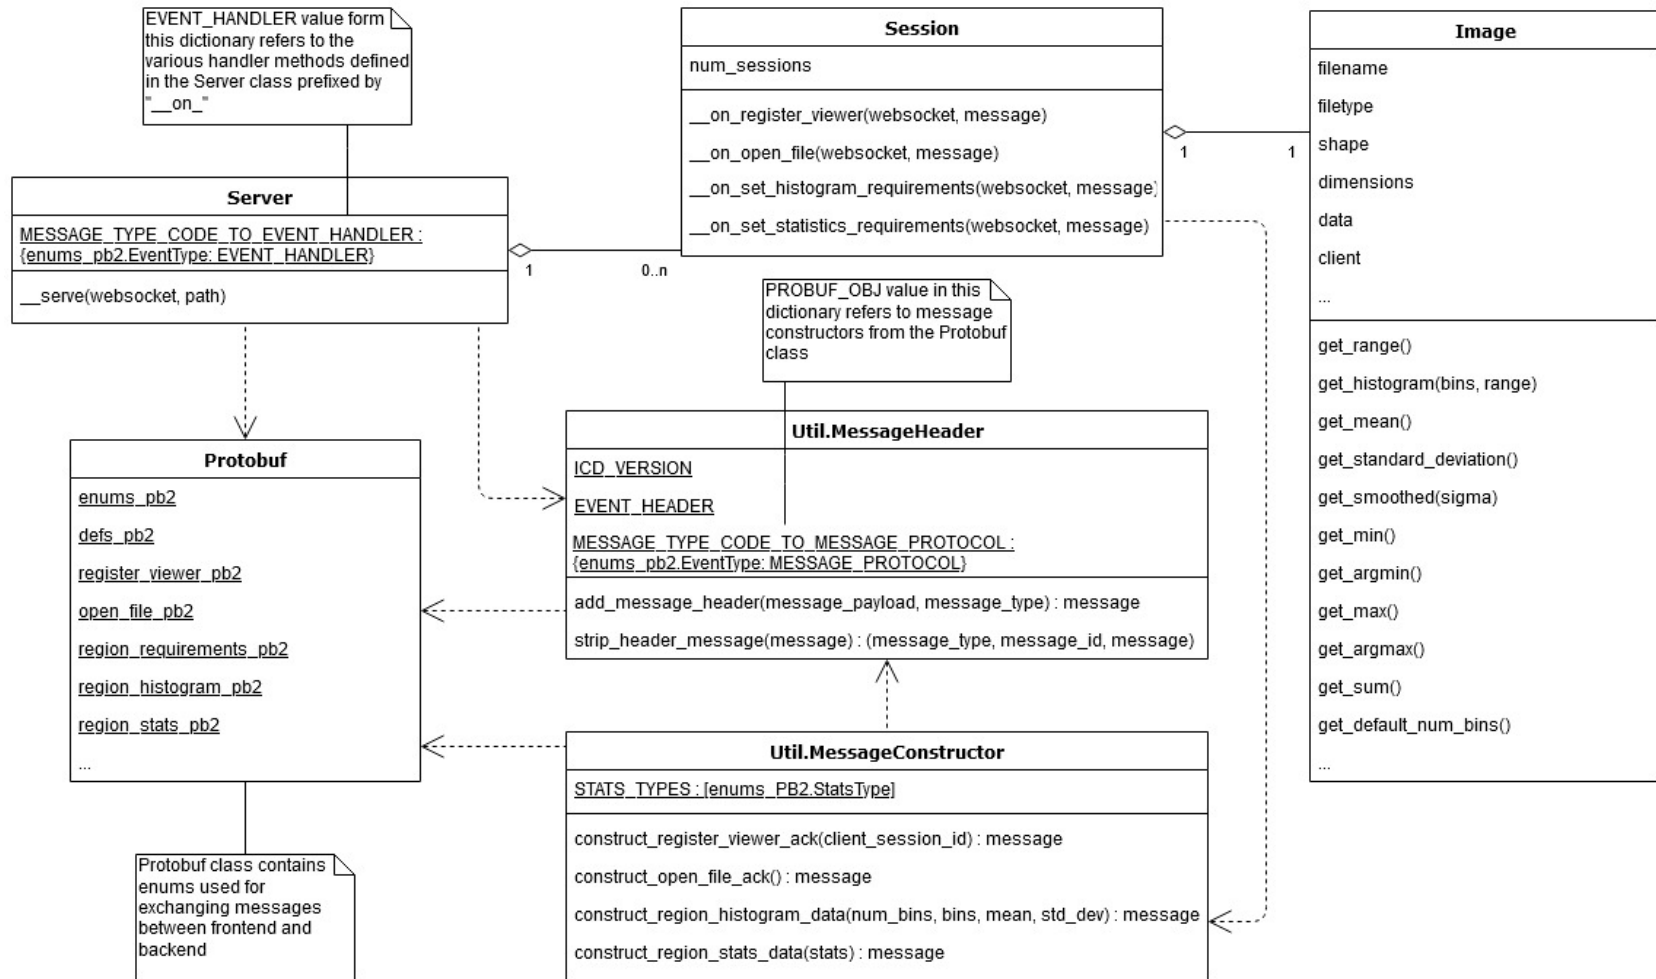 EVENT_HANDLER value form
this dictionary refers to the
various handler methods defined
in the Server class prefixed by
"__on_"
Session
num_sessions
__on_register_viewer(websocket, message)
__on_open_file(websocket, message)
__on_set_histogram_requirements(websocket, message)
__on_set_statistics_requirements(websocket, message)
Image
filename
filetype
shape
dimensions
data
client
...
get_range()
get_histogram(bins, range)
get_mean()
get_standard_deviation()
get_smoothed(sigma)
get_min()
get_argmin()
get_max()
get_argmax()
get_sum()
get_default_num_bins()
...
1
1
Server
MESSAGE_TYPE_CODE_TO_EVENT_HANDLER :
{enums_pb2.EventType: EVENT_HANDLER}
__serve(websocket, path)
1
0..n
PROBUF_OBJ value in this
dictionary refers to message
constructors from the Protobuf
class
Util.MessageHeader
ICD_VERSION
EVENT_HEADER
MESSAGE_TYPE_CODE_TO_MESSAGE_PROTOCOL :
{enums_pb2.EventType: MESSAGE_PROTOCOL}
add_message_header(message_payload, message_type) : message
strip_header_message(message) : (message_type, message_id, message)
Protobuf
enums_pb2
defs_pb2
register_viewer_pb2
open_file_pb2
region_requirements_pb2
region_histogram_pb2
region_stats_pb2
...
Util.MessageConstructor
STATS_TYPES : [enums_PB2.StatsType]
construct_register_viewer_ack(client_session_id) : message
construct_open_file_ack() : message
construct_region_histogram_data(num_bins, bins, mean, std_dev) : message
construct_region_stats_data(stats) : message
Protobuf class contains
enums used for
exchanging messages
between frontend and
backend